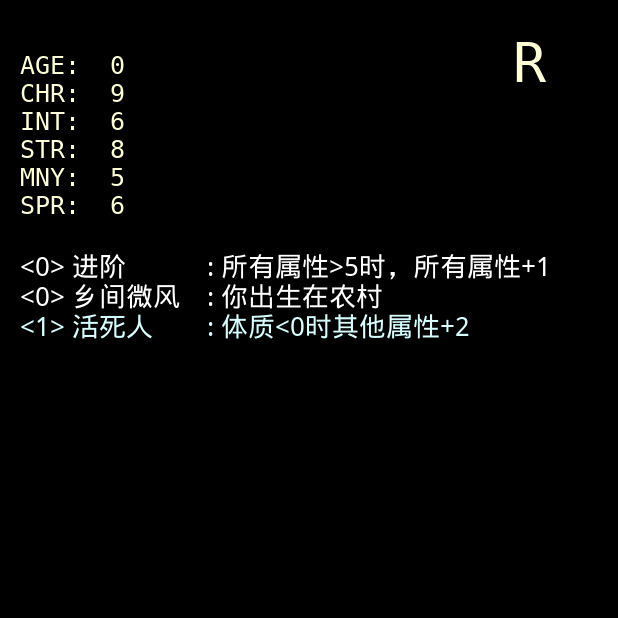 R
AGE: 0
CHR: 9
INT: 6
STR: 8
MNY: 5
SPR: 6
<0> 进阶 : 所有属性>5时，所有属性+1
<0> 乡间微风 : 你出生在农村
<1> 活死人 : 体质<0时其他属性+2